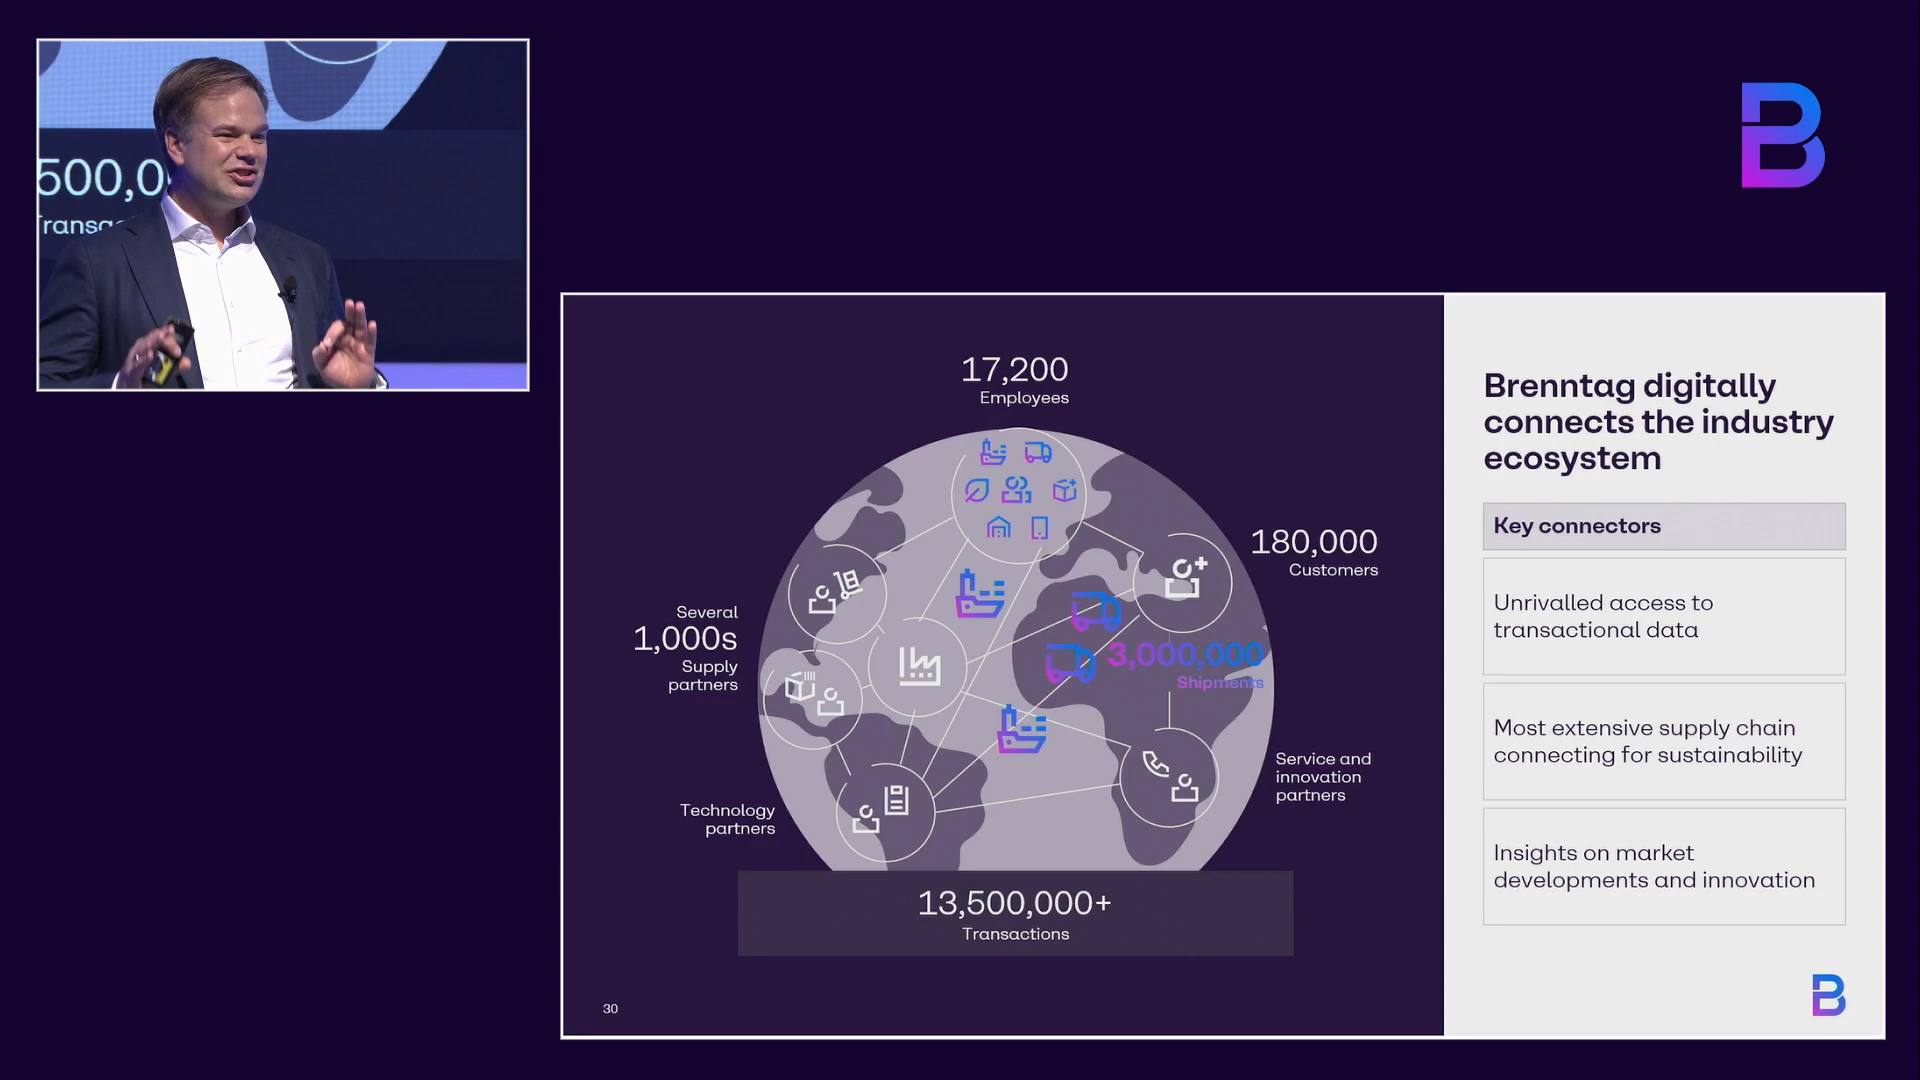 500,0
Transac
17,200
Employees
180,000
Customers
Several
1,000s
Supply
partners
3,000,000
Shipments
Service and
innovation
partners
Technology
partners
13,500,000+
Transactions
30
Brenntag digitally
connects the industry
ecosystem
Key connectors
Unrivalled access to
transactional data
Most extensive supply chain
connecting for sustainability
Insights on market
developments and innovation